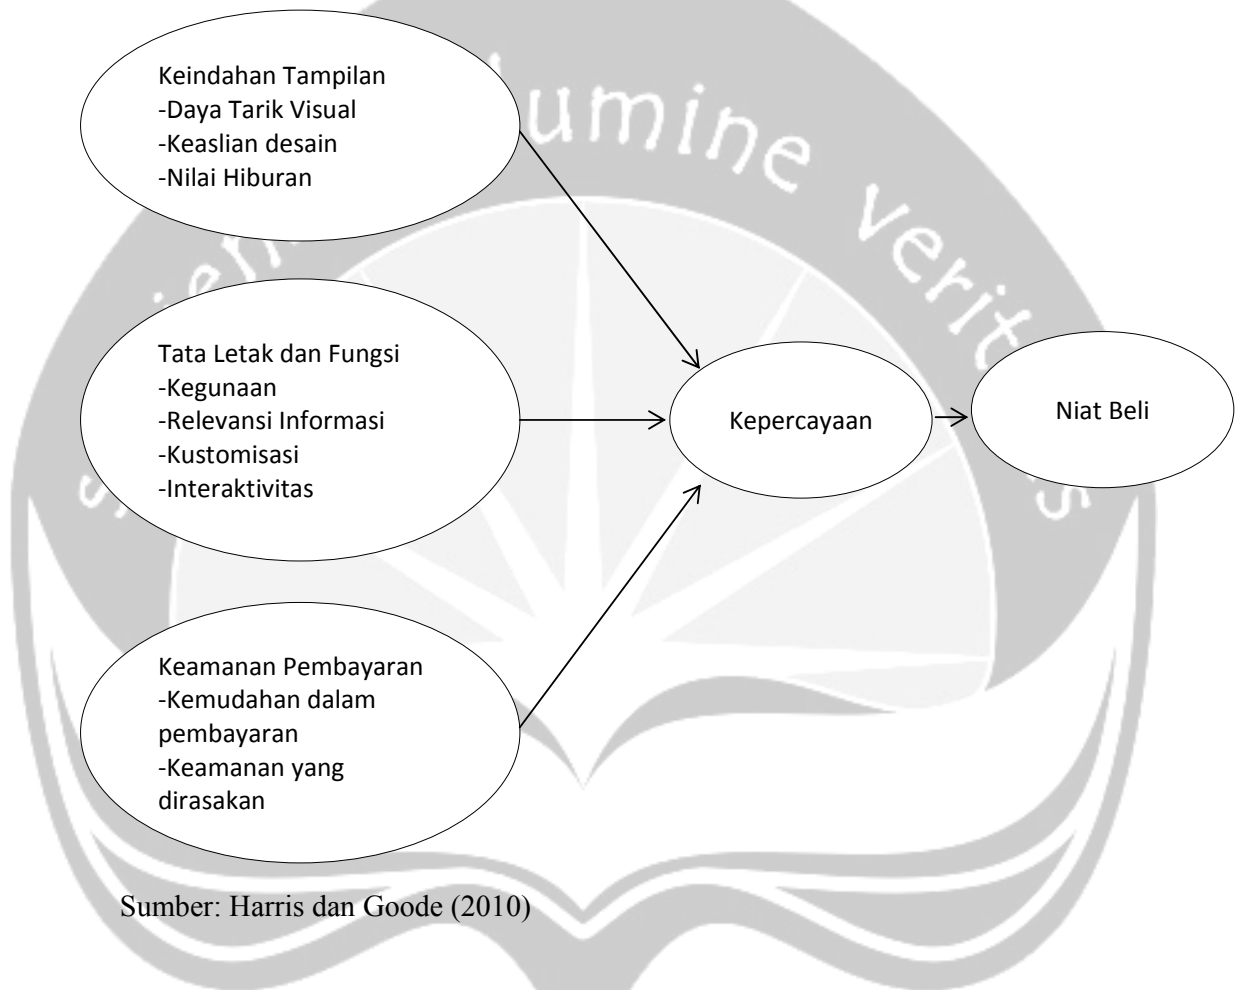 Keindahan Tampilan
-Daya Tarik Visual
-Keaslian desain
-Nilai Hiburan
Tata Letak dan Fungsi
-Kegunaan
-Relevansi Informasi
-Kustomisasi
-Interaktivitas
Keamanan Pembayaran
-Kemudahan dalam
pembayaran
-Keamanan yang
dirasakan
Kepercayaan
Niat Beli
Sumber: Harris dan Goode (2010)
lumine